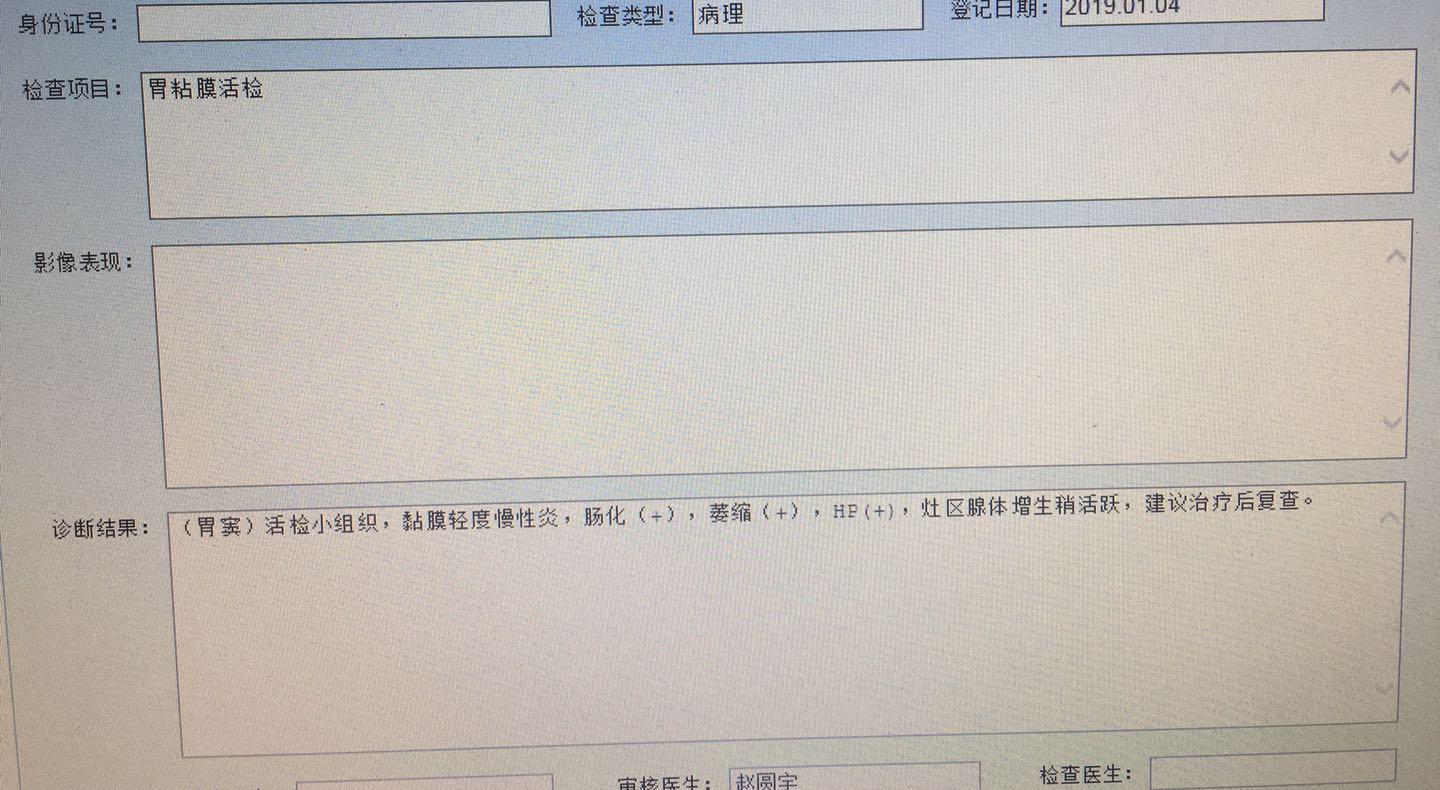 身份证号：
检查类型： 病理
登记日期： 2019.01.04
检查项目： 胃粘膜活检
影像表现：
诊断结果： （胃窦）活检小组织，黏膜轻度慢性炎，肠化（+），萎缩（+），HP(+)，灶区腺体增生稍活跃，建议治疗后复查。
审核医生： 赵圆宇
检查医生：